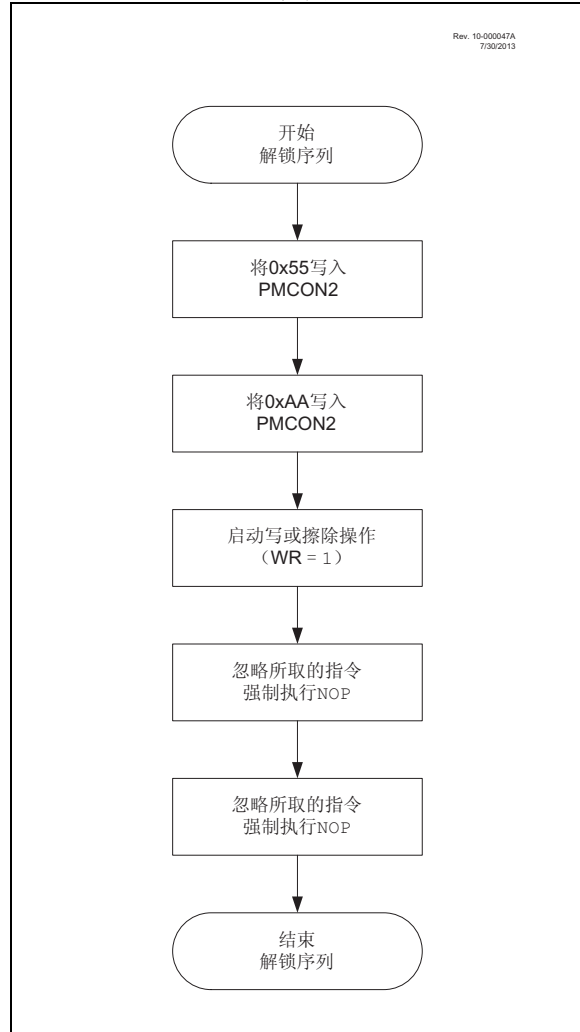 Rev. 10-000047A
7/30/2013
开始
解锁序列
将0x55写入
PMCON2
将0xAA写入
PMCON2
启动写或擦除操作
（WR = 1）
忽略所取的指令
强制执行NOP
忽略所取的指令
强制执行NOP
结束
解锁序列